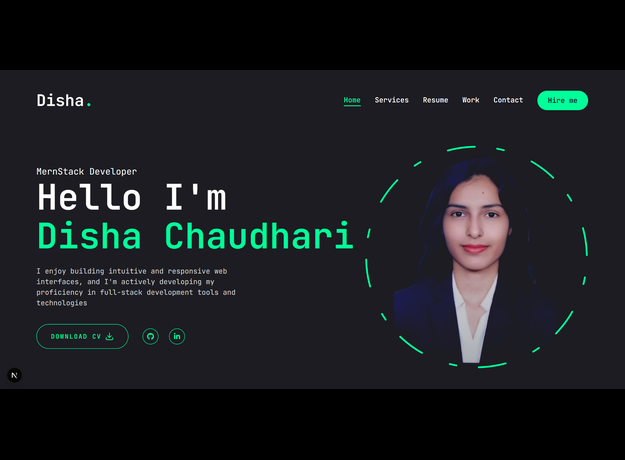 Disha.
Home Services Resume Work Contact Hire me
MernStack Developer
Hello I'm
Disha Chaudhari
I enjoy building intuitive and responsive web
interfaces, and I'm actively developing my
proficiency in full-stack development tools and
technologies
DOWNLOAD CV
in
N